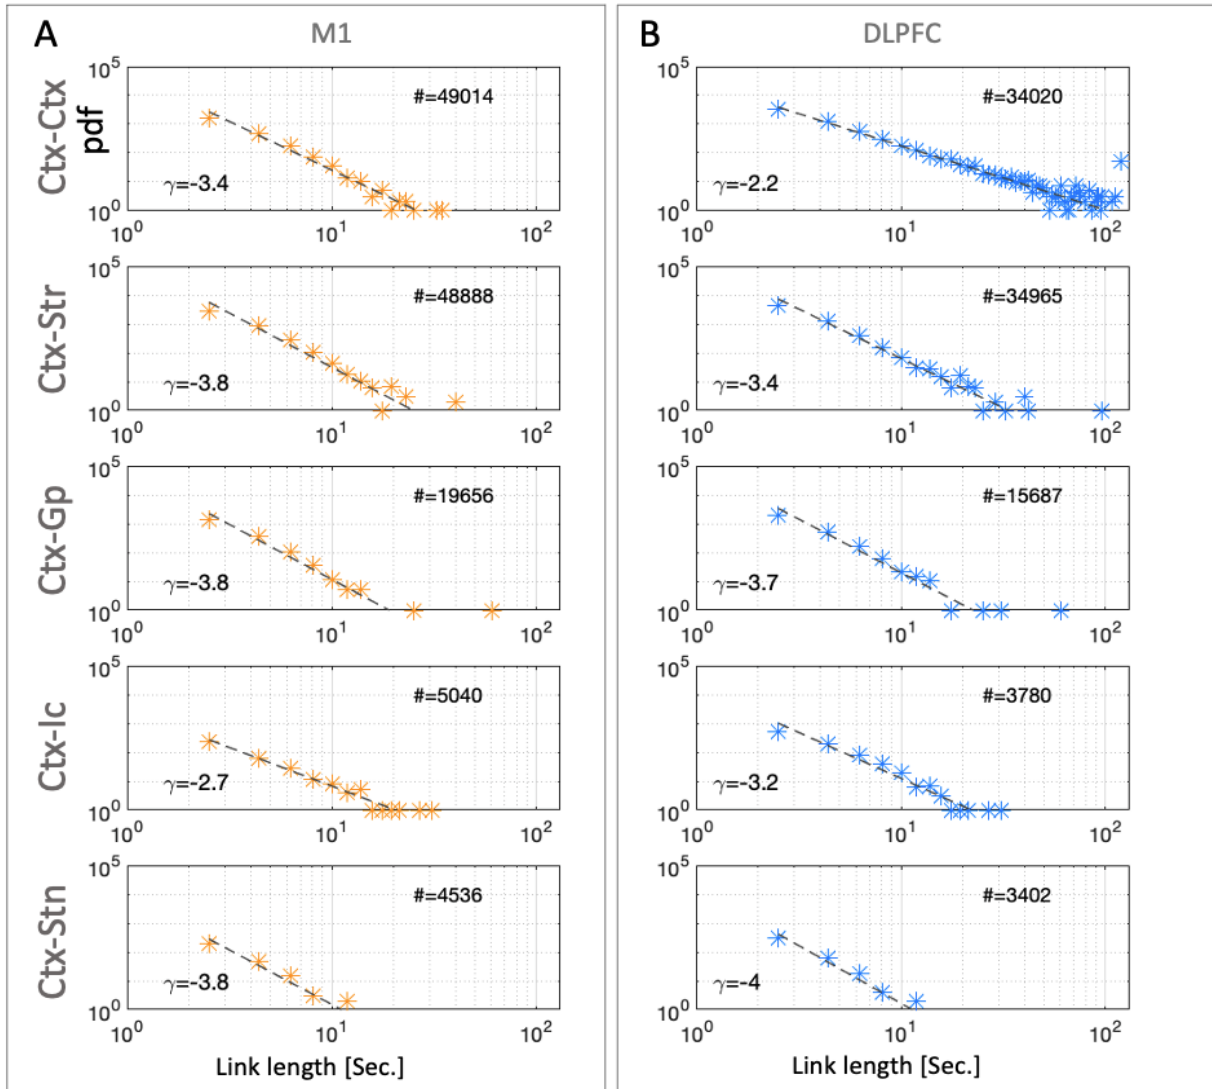 A
M1
Ctx-Ctx
pdf
10^5
10^0
#=49014
γ=-3.4
10^0
10^1
10^2
Ctx-Str
10^5
10^0
#=48888
γ=-3.8
10^0
10^1
10^2
Ctx-Gp
10^5
10^0
#=19656
γ=-3.8
10^0
10^1
10^2
Ctx-Ic
10^5
10^0
#=5040
γ=-2.7
10^0
10^1
10^2
Ctx-Stn
10^5
10^0
#=4536
γ=-3.8
10^0
10^1
10^2
Link length [Sec.]
B
DLPFC
10^5
10^0
#=34020
γ=-2.2
10^0
10^1
10^2
10^5
10^0
#=34965
γ=-3.4
10^0
10^1
10^2
10^5
10^0
#=15687
γ=-3.7
10^0
10^1
10^2
10^5
10^0
#=3780
γ=-3.2
10^0
10^1
10^2
10^5
10^0
#=3402
γ=-4
10^0
10^1
10^2
Link length [Sec.]